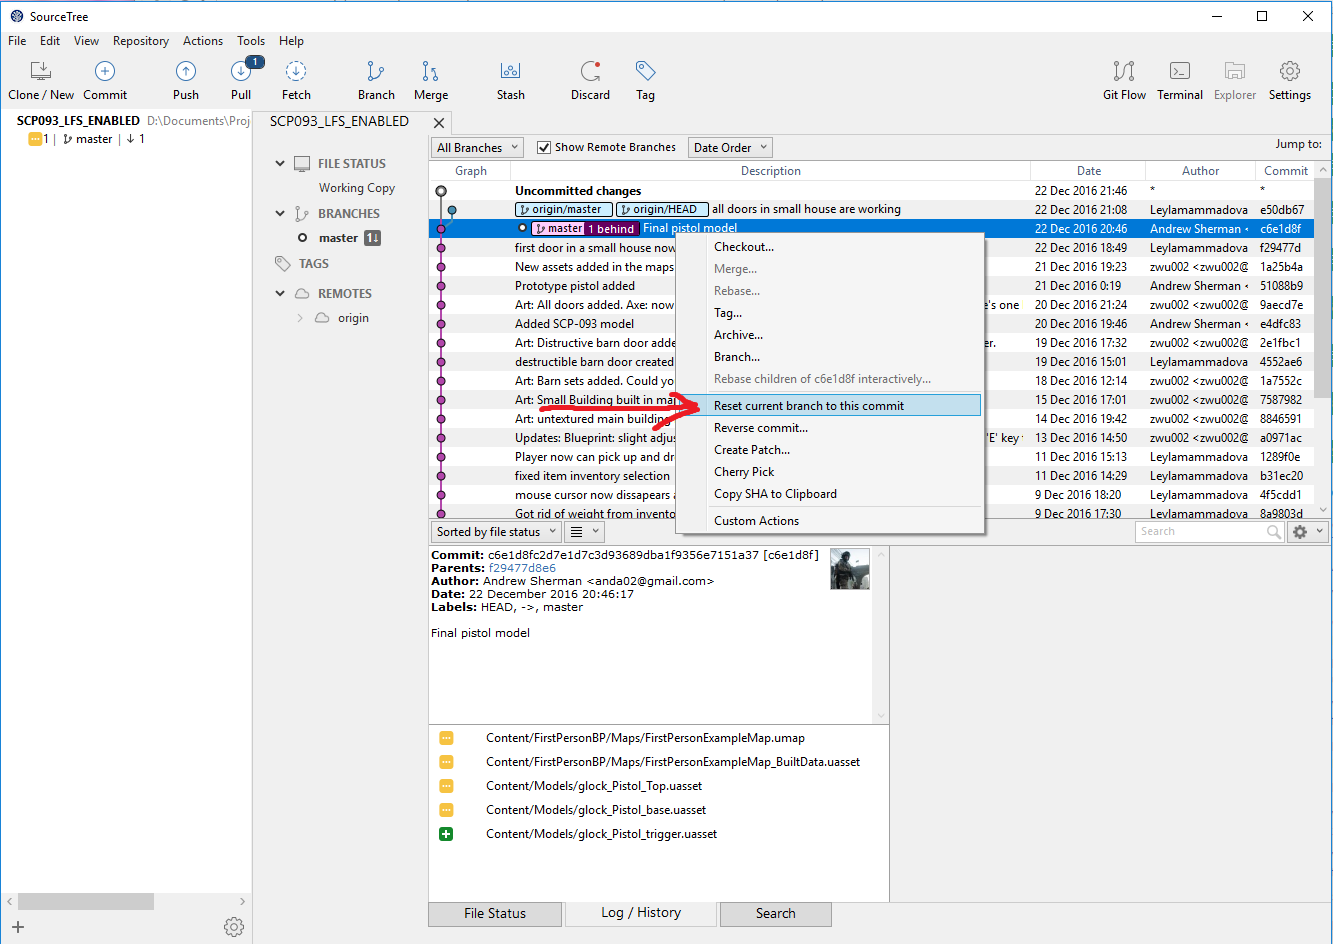 SourceTree
File Edit View Repository Actions Tools Help
1
Clone / New Commit Push Pull Fetch Branch Merge Stash Discard Tag Git Flow Terminal Explorer Settings
SCP093_LFS_ENABLED D:\Documents\Proj
1 master 1
SCP093_LFS_ENABLED
FILE STATUS
Working Copy
BRANCHES
master 1
TAGS
REMOTES
origin
All Branches Show Remote Branches Date Order Jump to:
Graph Description Date Author Commit
Uncommitted changes 22 Dec 2016 21:46 * *
origin/master origin/HEAD all doors in small house are working 22 Dec 2016 21:08 Leylamammadova e50db67
master 1 behind Final pistol model 22 Dec 2016 20:46 Andrew Sherman < c6e1d8f
first door in a small house now 22 Dec 2016 18:49 Leylamammadova f29477d
New assets added in the maps 21 Dec 2016 19:23 zwu002 <zwu002@ 1a25b4a
Prototype pistol added 21 Dec 2016 0:19 Andrew Sherman < 51088b9
Art: All doors added. Axe: now e's one 20 Dec 2016 21:24 zwu002 <zwu002@ 9aecd7e
Added SCP-093 model 20 Dec 2016 19:46 Andrew Sherman < e4dfc83
Art: Distructive barn door adde er. 19 Dec 2016 17:32 zwu002 <zwu002@ 2e1fbc1
destructible barn door created 19 Dec 2016 15:01 Leylamammadova 4552ae6
Art: Barn sets added. Could yo 18 Dec 2016 12:14 zwu002 <zwu002@ 1a7552c
Art: Small Building built in ma 15 Dec 2016 17:01 zwu002 <zwu002@ 7587982
Art: untextured main building 14 Dec 2016 19:42 zwu002 <zwu002@ 8846591
Updates: Blueprint: slight adjus 'E' key 13 Dec 2016 14:50 zwu002 <zwu002@ a0971ac
Player now can pick up and dr 11 Dec 2016 15:13 Leylamammadova 1289f0e
fixed item inventory selection 11 Dec 2016 14:29 Leylamammadova b31ec20
mouse cursor now dissapears 9 Dec 2016 18:20 Leylamammadova 4f5cdd1
Got rid of weight from invento 9 Dec 2016 17:30 Leylamammadova 8a9803d
Checkout...
Merge...
Rebase...
Tag...
Archive...
Branch...
Rebase children of c6e1d8f interactively...
Reset current branch to this commit
Reverse commit...
Create Patch...
Cherry Pick
Copy SHA to Clipboard
Custom Actions
Sorted by file status Search
Commit: c6e1d8fc2d7e1d7c3d93689dba1f9356e7151a37 [c6e1d8f]
Parents: f29477d8e6
Author: Andrew Sherman <anda02@gmail.com>
Date: 22 December 2016 20:46:17
Labels: HEAD, ->, master
Final pistol model
Content/FirstPersonBP/Maps/FirstPersonExampleMap.umap
Content/FirstPersonBP/Maps/FirstPersonExampleMap_BuiltData.uasset
Content/Models/glock_Pistol_Top.uasset
Content/Models/glock_Pistol_base.uasset
Content/Models/glock_Pistol_trigger.uasset
File Status Log / History Search